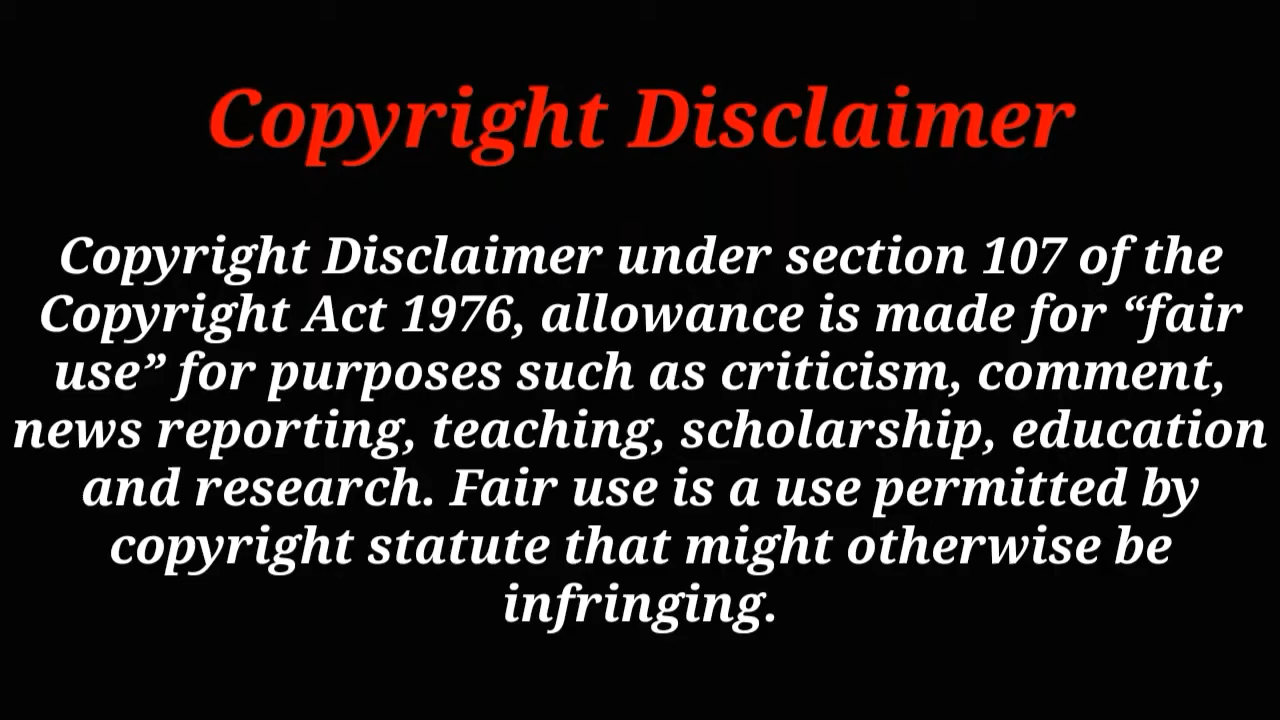 Copyright Disclaimer
Copyright Disclaimer under section 107 of the
Copyright Act 1976, allowance is made for “fair
use” for purposes such as criticism, comment,
news reporting, teaching, scholarship, education
and research. Fair use is a use permitted by
copyright statute that might otherwise be
infringing.